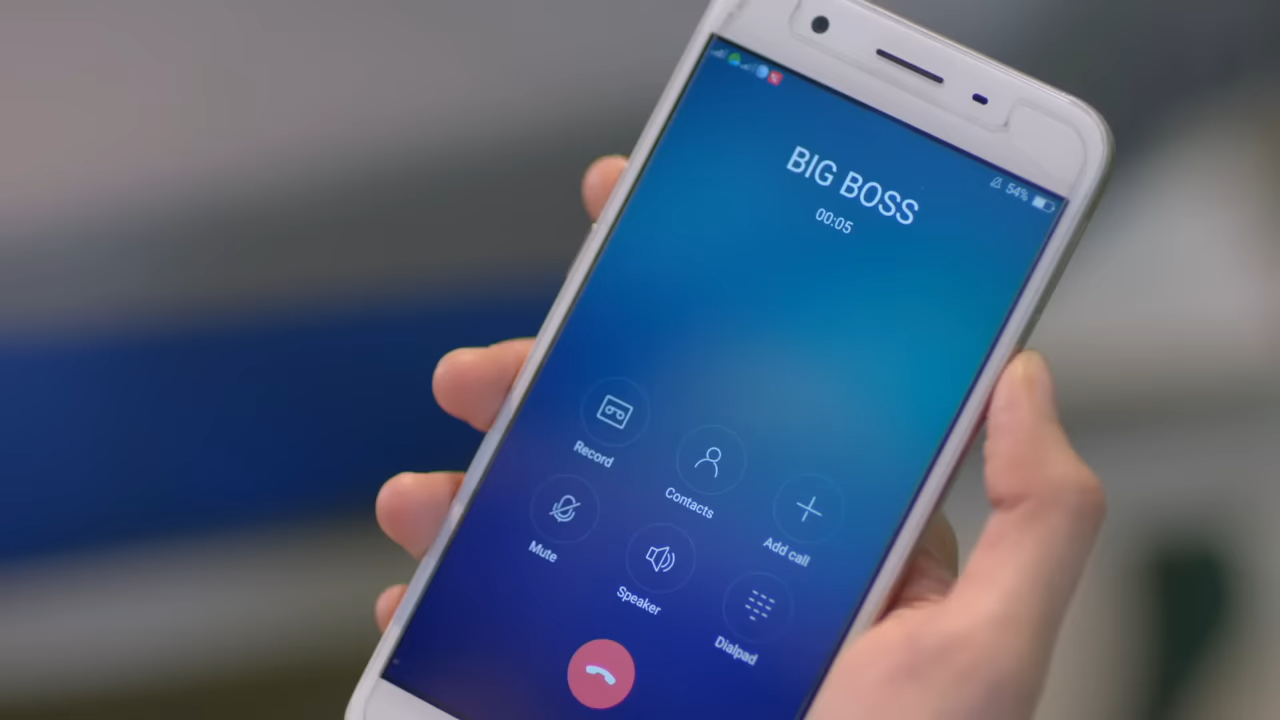 54%
BIG BOSS
00:05
Record
Contacts
Add call
Mute
Speaker
Dialpad